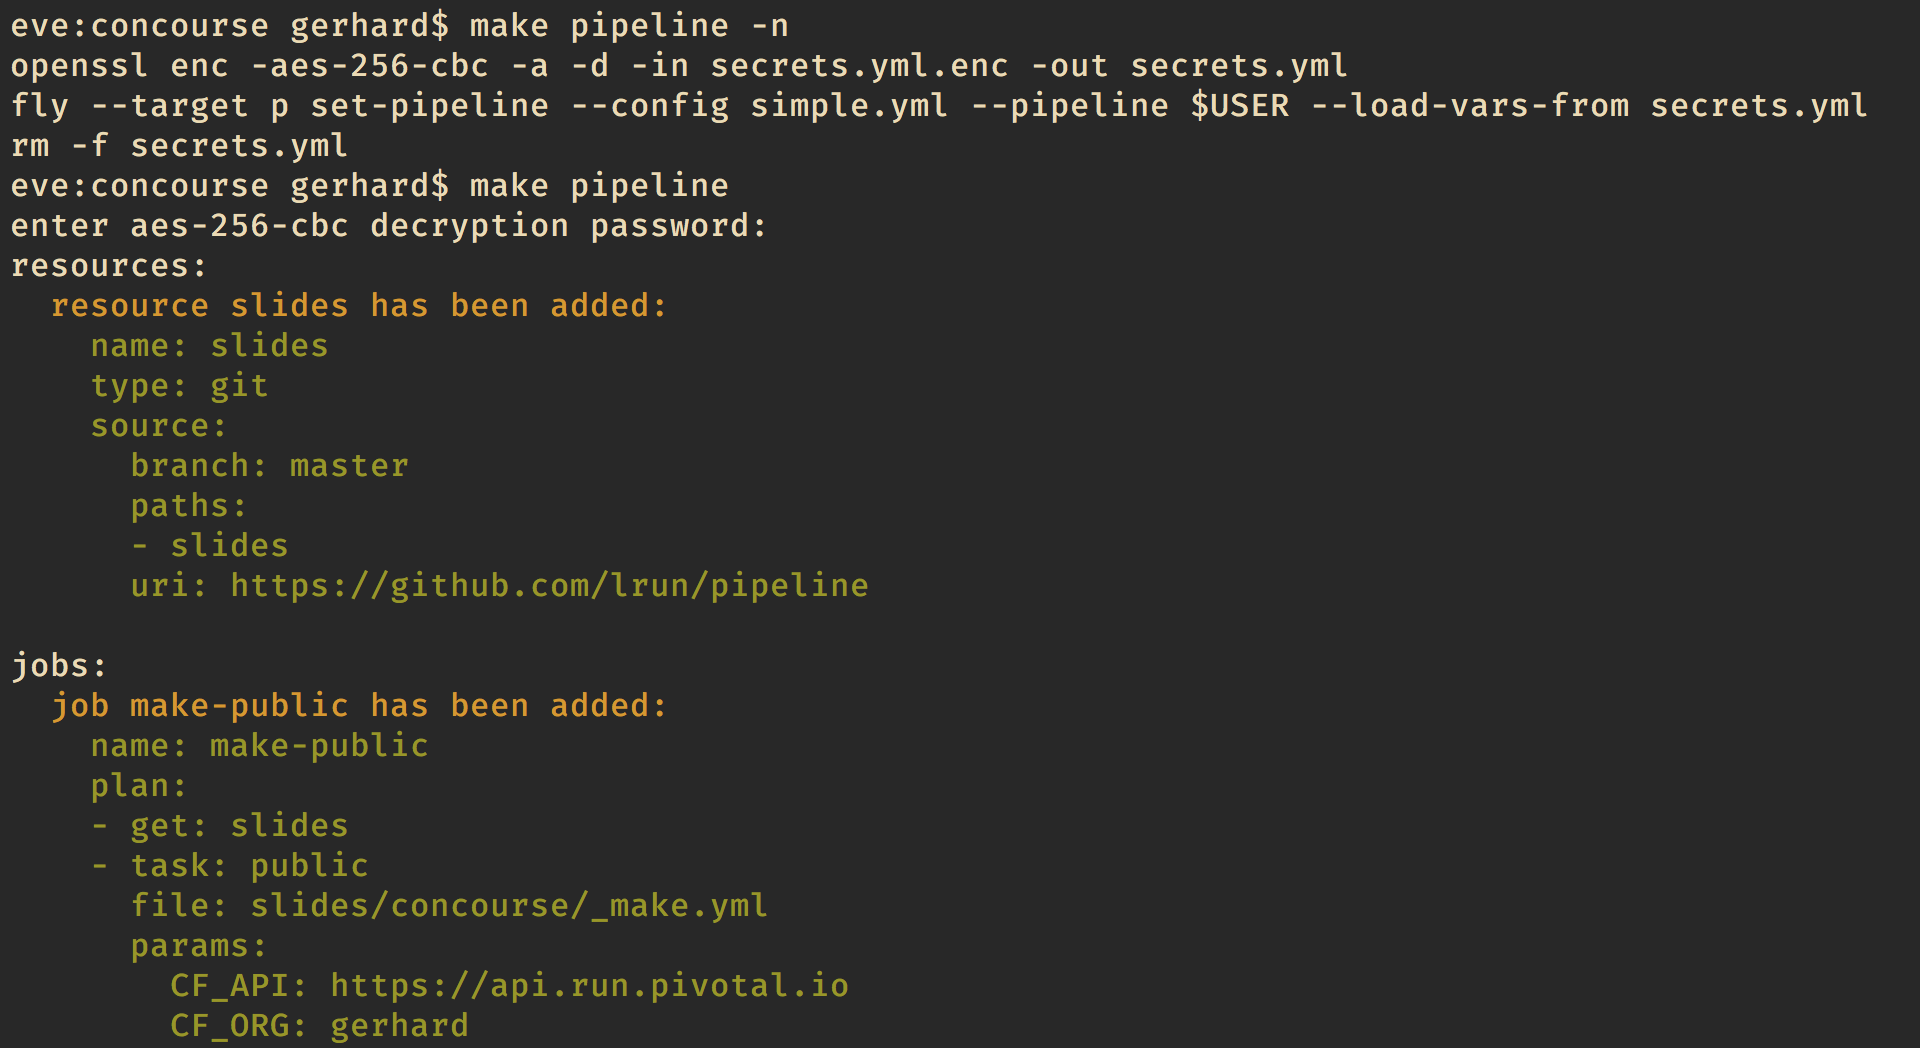 eve:concourse gerhard$ make pipeline -n
openssl enc -aes-256-cbc -a -d -in secrets.yml.enc -out secrets.yml
fly --target p set-pipeline --config simple.yml --pipeline $USER --load-vars-from secrets.yml
rm -f secrets.yml
eve:concourse gerhard$ make pipeline
enter aes-256-cbc decryption password:
resources:
  resource slides has been added:
    name: slides
    type: git
    source:
      branch: master
      paths:
      - slides
      uri: https://github.com/lrun/pipeline

jobs:
  job make-public has been added:
    name: make-public
    plan:
    - get: slides
    - task: public
      file: slides/concourse/_make.yml
      params:
        CF_API: https://api.run.pivotal.io
        CF_ORG: gerhard